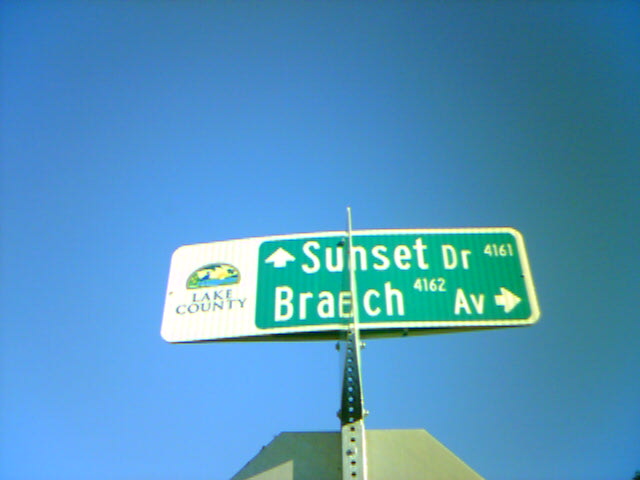 Sunset Dr 4161
4162 Av
LAKE
COUNTY